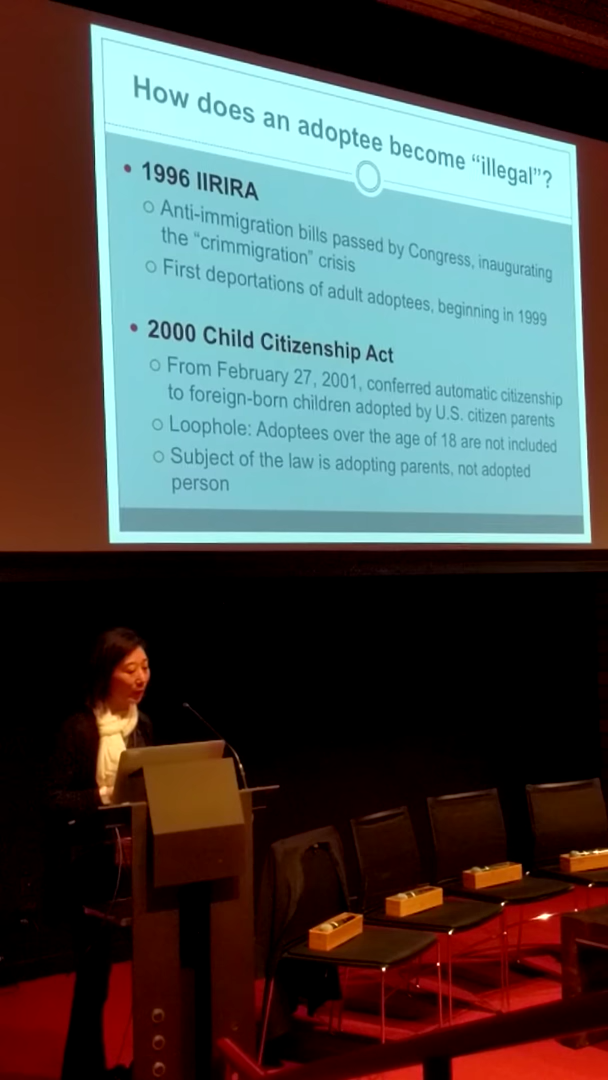 How does an adoptee become “illegal”?
• 1996 IIRIRA
○ Anti-immigration bills passed by Congress, inaugurating
the “crimmigration” crisis
○ First deportations of adult adoptees, beginning in 1999
• 2000 Child Citizenship Act
○ From February 27, 2001, conferred automatic citizenship
to foreign-born children adopted by U.S. citizen parents
○ Loophole: Adoptees over the age of 18 are not included
○ Subject of the law is adopting parents, not adopted
person